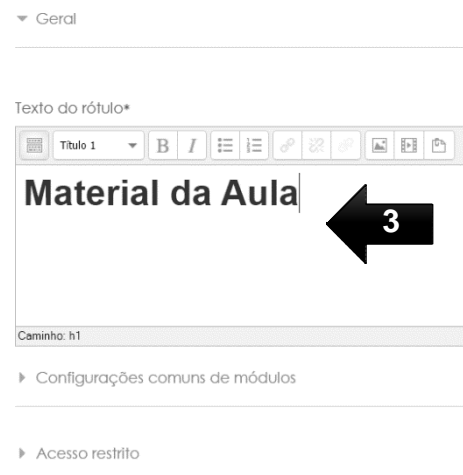 Geral
Texto do rótulo*
Título 1 B I
Material da Aula
3
Caminho: h1
Configurações comuns de módulos
Acesso restrito